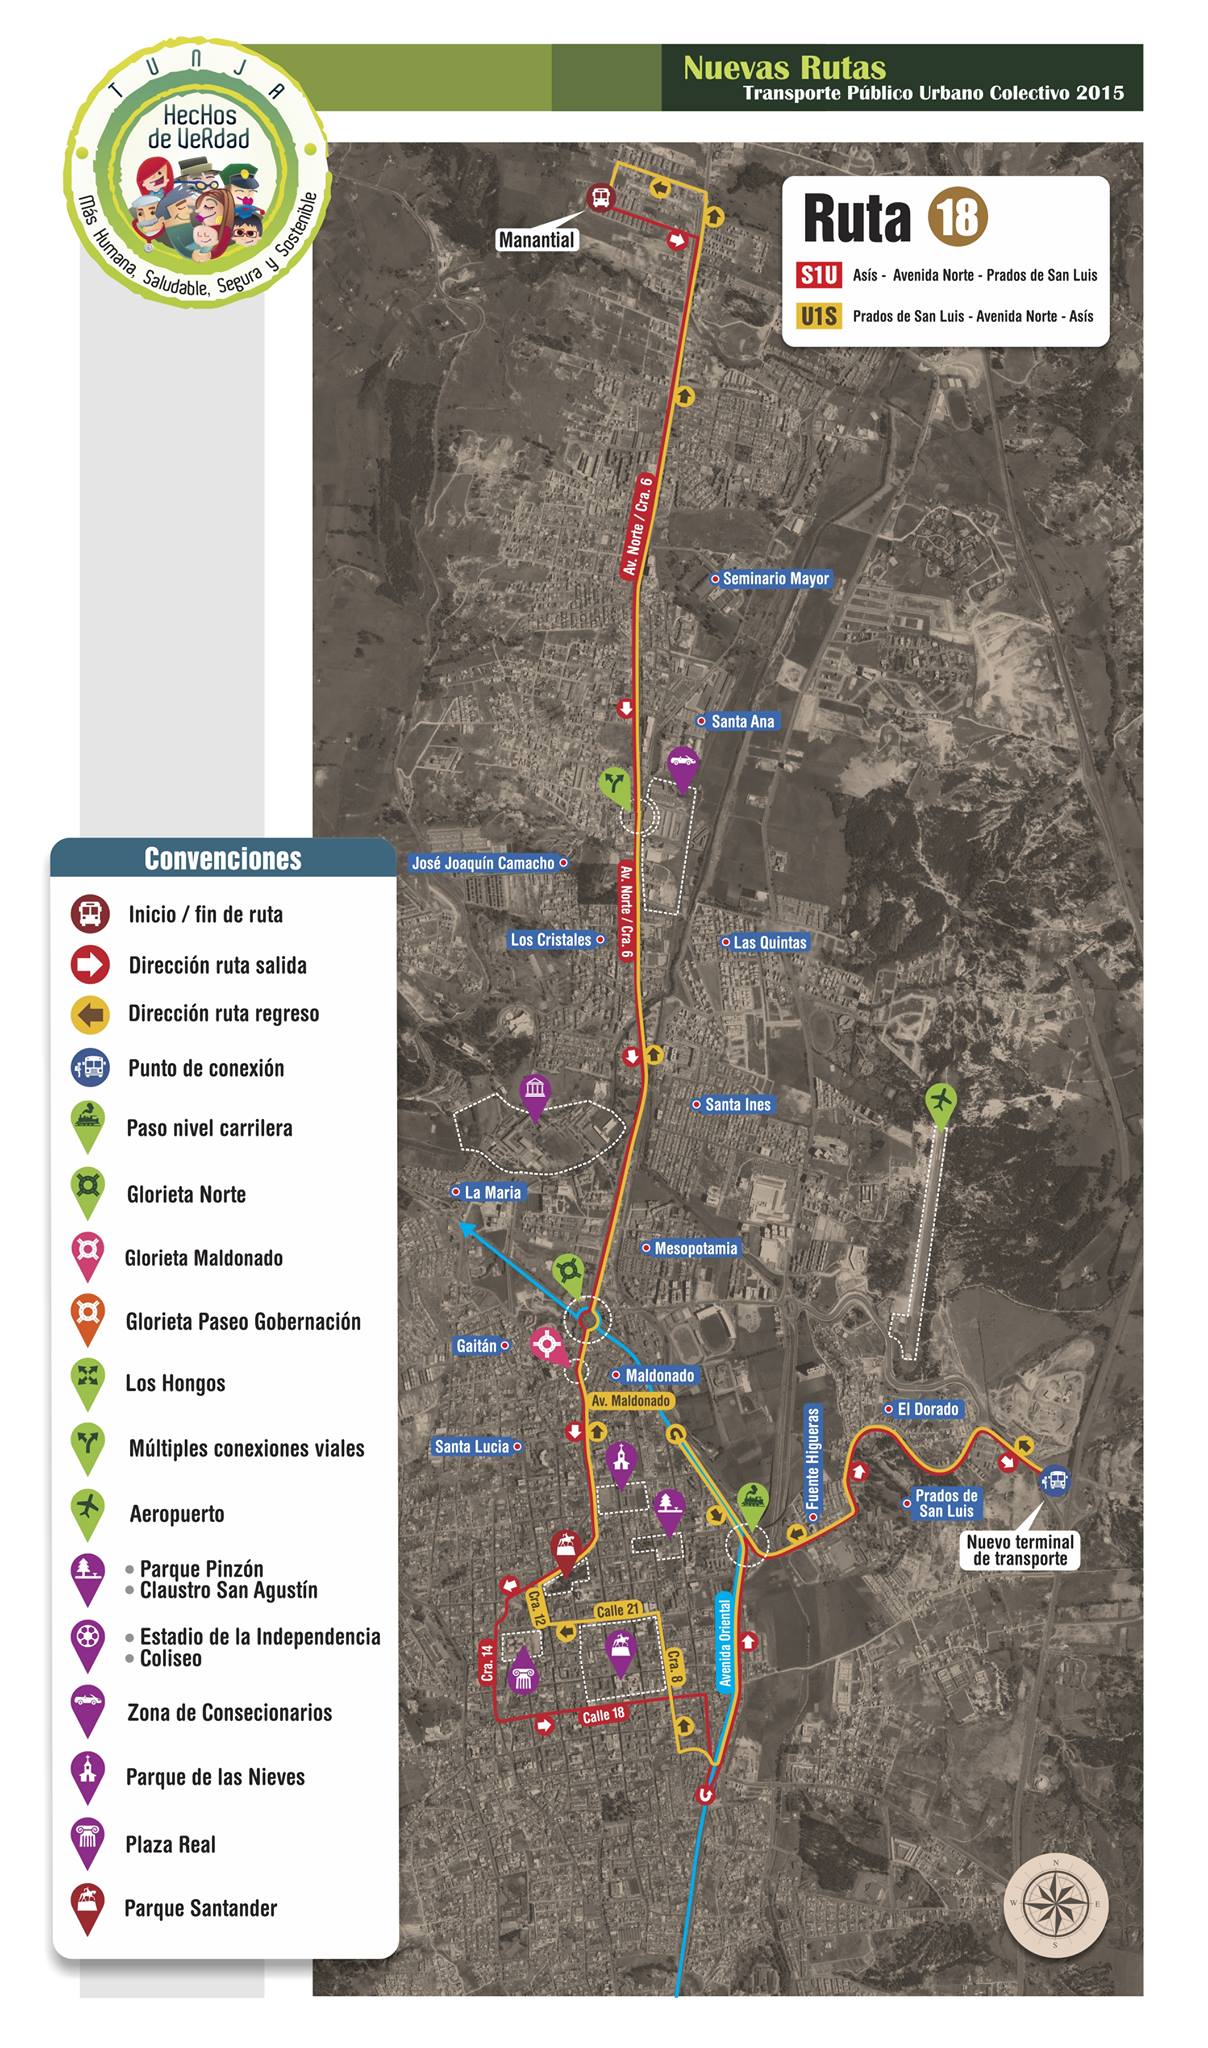 TUNJA
HecHos
de VeRdad
Más Humana, Saludable, Segura y Sostenible
Nuevas Rutas
Transporte Público Urbano Colectivo 2015
Ruta 18
S1U Asís - Avenida Norte - Prados de San Luis
U1S Prados de San Luis - Avenida Norte - Asís
Manantial
Av. Norte / Cra. 6
Seminario Mayor
Santa Ana
José Joaquín Camacho
Av. Norte / Cra. 6
Los Cristales
Las Quintas
Santa Ines
La Maria
Mesopotamia
Gaitán
Maldonado
Av. Maldonado
El Dorado
Santa Lucia
Fuente Higueras
Prados de
San Luis
Nuevo terminal
de transporte
Cra. 12
Calle 21
Avenida Oriental
Cra. 14
Cra. 8
Calle 18
N
W
E
S
Convenciones
Inicio / fin de ruta
Dirección ruta salida
Dirección ruta regreso
Punto de conexión
Paso nivel carrilera
Glorieta Norte
Glorieta Maldonado
Glorieta Paseo Gobernación
Los Hongos
Múltiples conexiones viales
Aeropuerto
• Parque Pinzón
• Claustro San Agustín
• Estadio de la Independencia
• Coliseo
Zona de Consecionarios
Parque de las Nieves
Plaza Real
Parque Santander